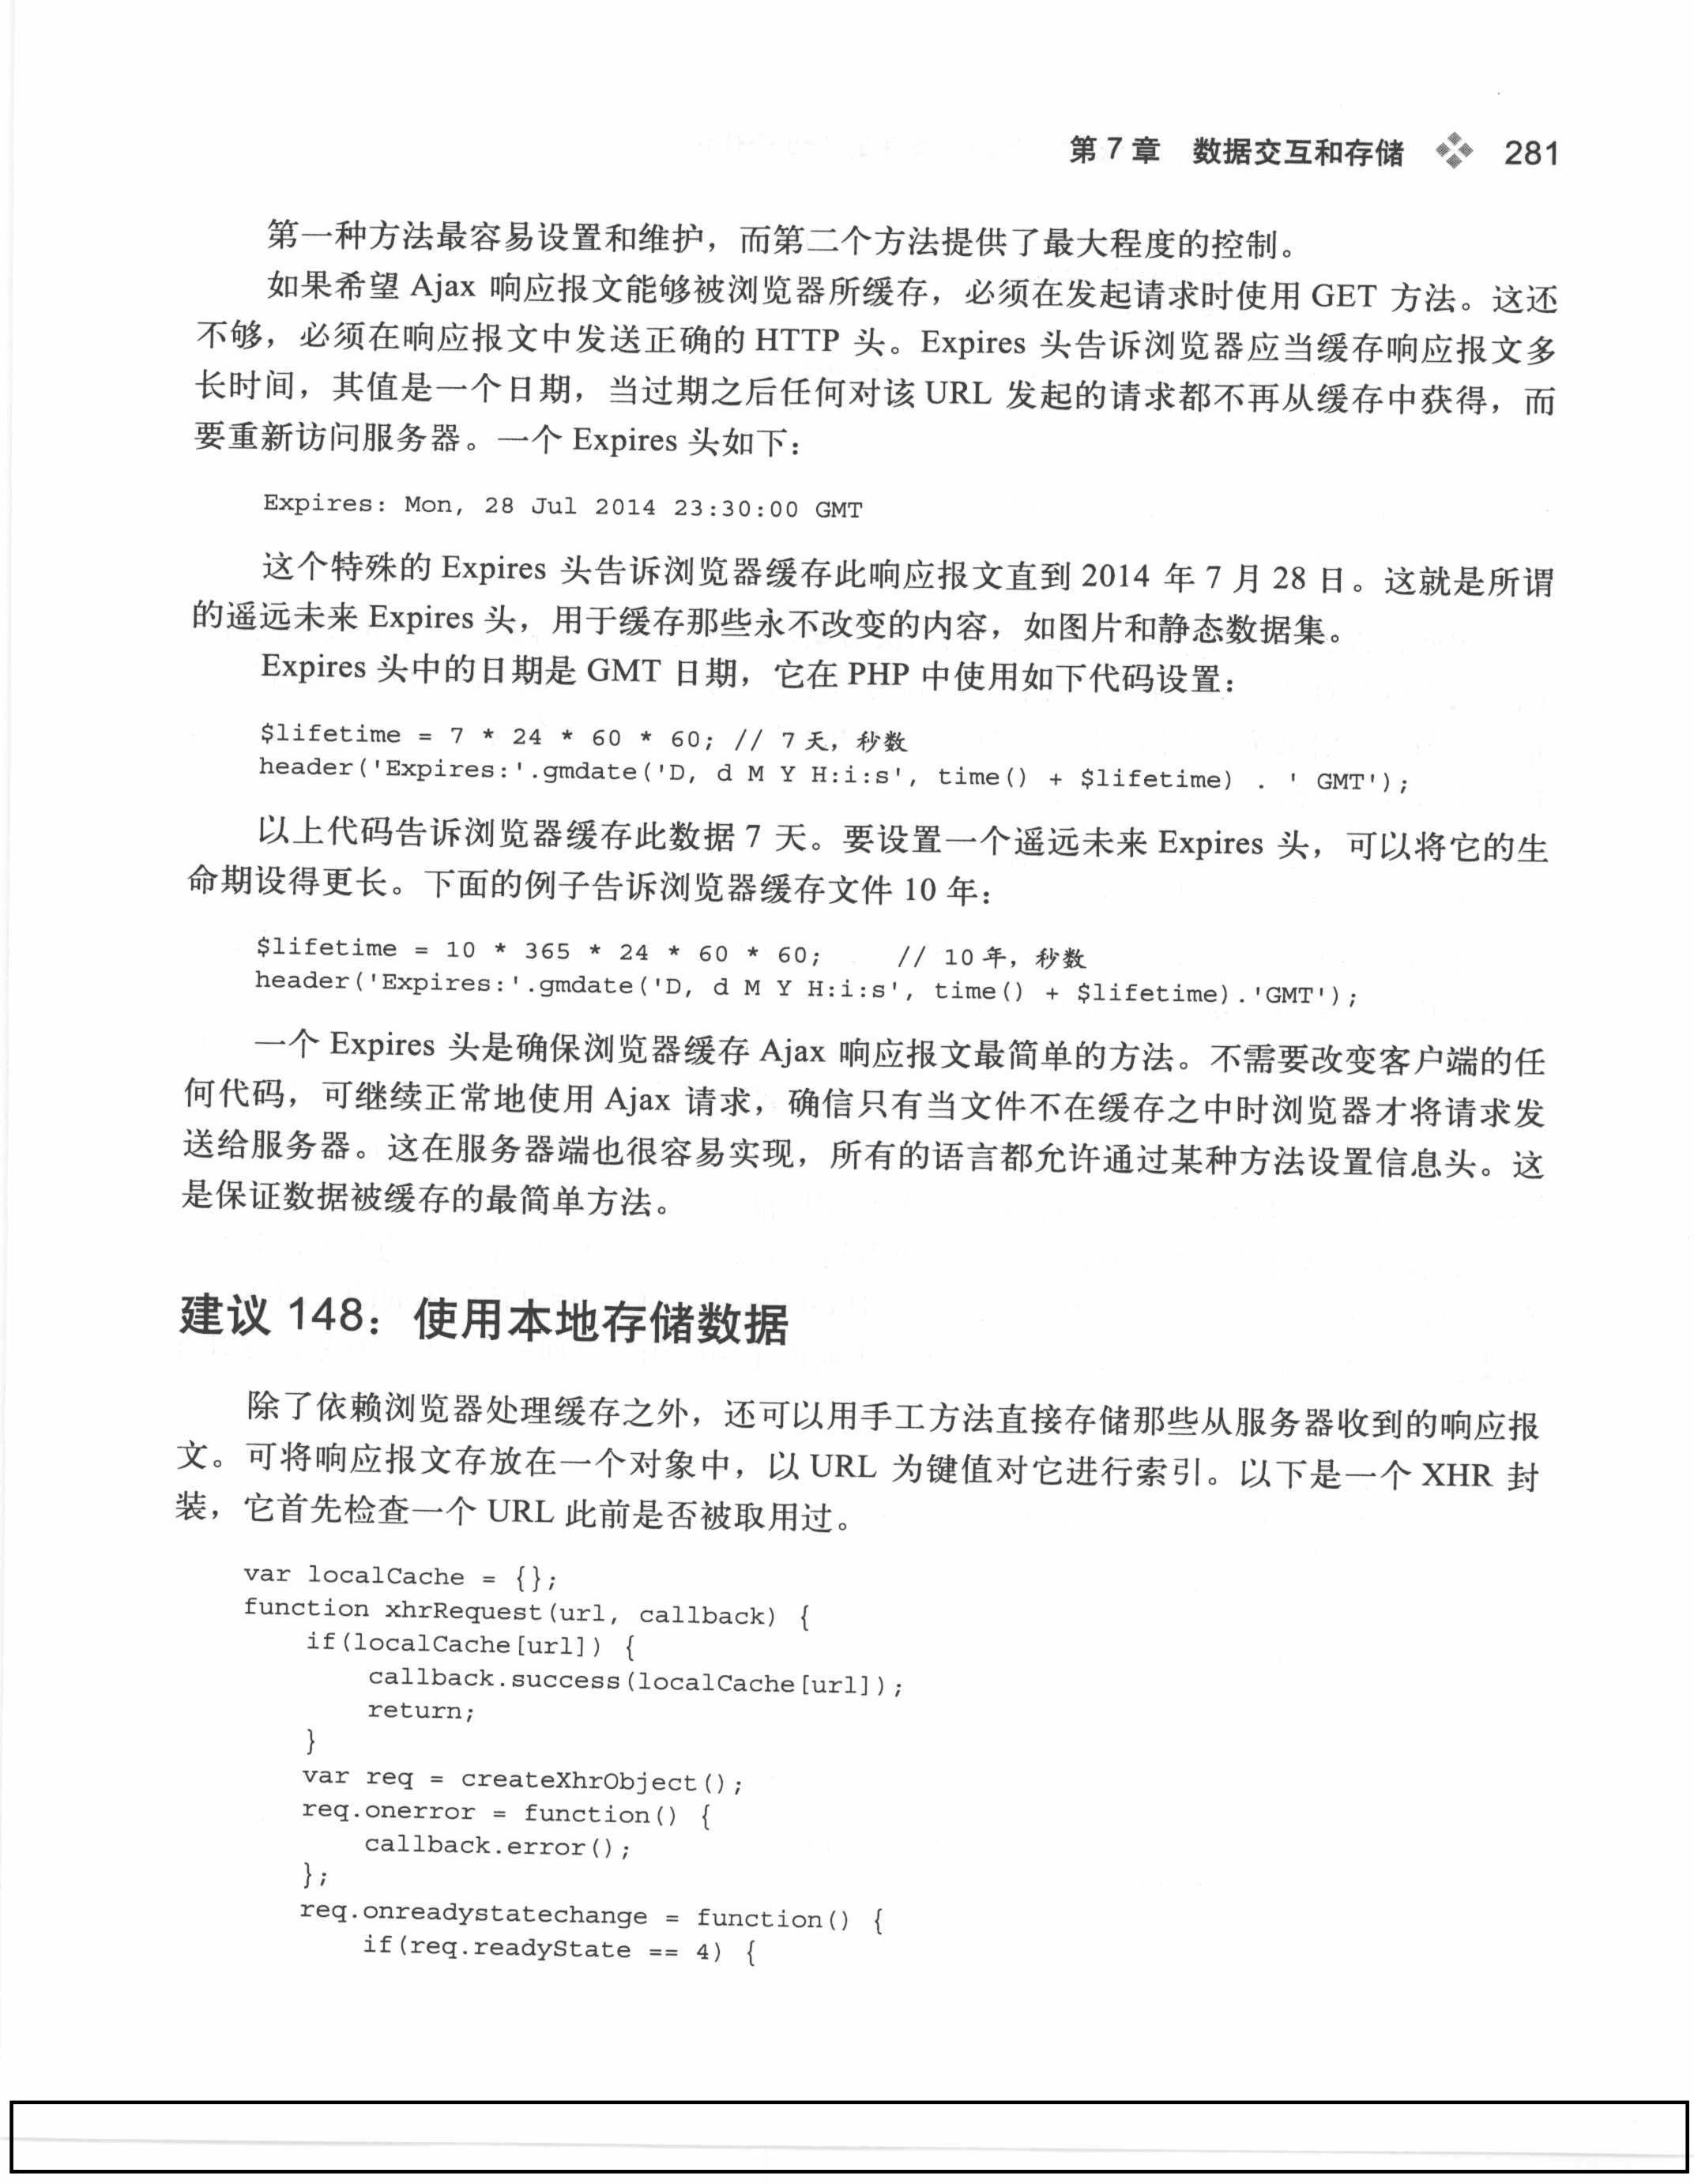 第 7 章　数据交互和存储　❖　281
第一种方法最容易设置和维护，而第二个方法提供了最大程度的控制。
如果希望 Ajax 响应报文能够被浏览器所缓存，必须在发起请求时使用 GET 方法。这还
不够，必须在响应报文中发送正确的 HTTP 头。Expires 头告诉浏览器应当缓存响应报文多
长时间，其值是一个日期，当过期之后任何对该 URL 发起的请求都不再从缓存中获得，而
要重新访问服务器。一个 Expires 头如下：
Expires: Mon, 28 Jul 2014 23:30:00 GMT
这个特殊的 Expires 头告诉浏览器缓存此响应报文直到 2014 年 7 月 28 日。这就是所谓
的遥远未来 Expires 头，用于缓存那些永不改变的内容，如图片和静态数据集。
Expires 头中的日期是 GMT 日期，它在 PHP 中使用如下代码设置：
$lifetime = 7 * 24 * 60 * 60; // 7 天，秒数
header('Expires:'.gmdate('D, d M Y H:i:s', time() + $lifetime) . ' GMT');
以上代码告诉浏览器缓存此数据 7 天。要设置一个遥远未来 Expires 头，可以将它的生
命期设得更长。下面的例子告诉浏览器缓存文件 10 年：
$lifetime = 10 * 365 * 24 * 60 * 60;     // 10 年，秒数
header('Expires:'.gmdate('D, d M Y H:i:s', time() + $lifetime).'GMT');
一个 Expires 头是确保浏览器缓存 Ajax 响应报文最简单的方法。不需要改变客户端的任
何代码，可继续正常地使用 Ajax 请求，确信只有当文件不在缓存之中时浏览器才将请求发
送给服务器。这在服务器端也很容易实现，所有的语言都允许通过某种方法设置信息头。这
是保证数据被缓存的最简单方法。
建议 148：使用本地存储数据
除了依赖浏览器处理缓存之外，还可以用手工方法直接存储那些从服务器收到的响应报
文。可将响应报文存放在一个对象中，以 URL 为键值对它进行索引。以下是一个 XHR 封
装，它首先检查一个 URL 此前是否被取用过。
var localCache = {};
function xhrRequest(url, callback) {
    if(localCache[url]) {
        callback.success(localCache[url]);
        return;
    }
    var req = createXhrObject();
    req.onerror = function() {
        callback.error();
    };
    req.onreadystatechange = function() {
        if(req.readyState == 4) {